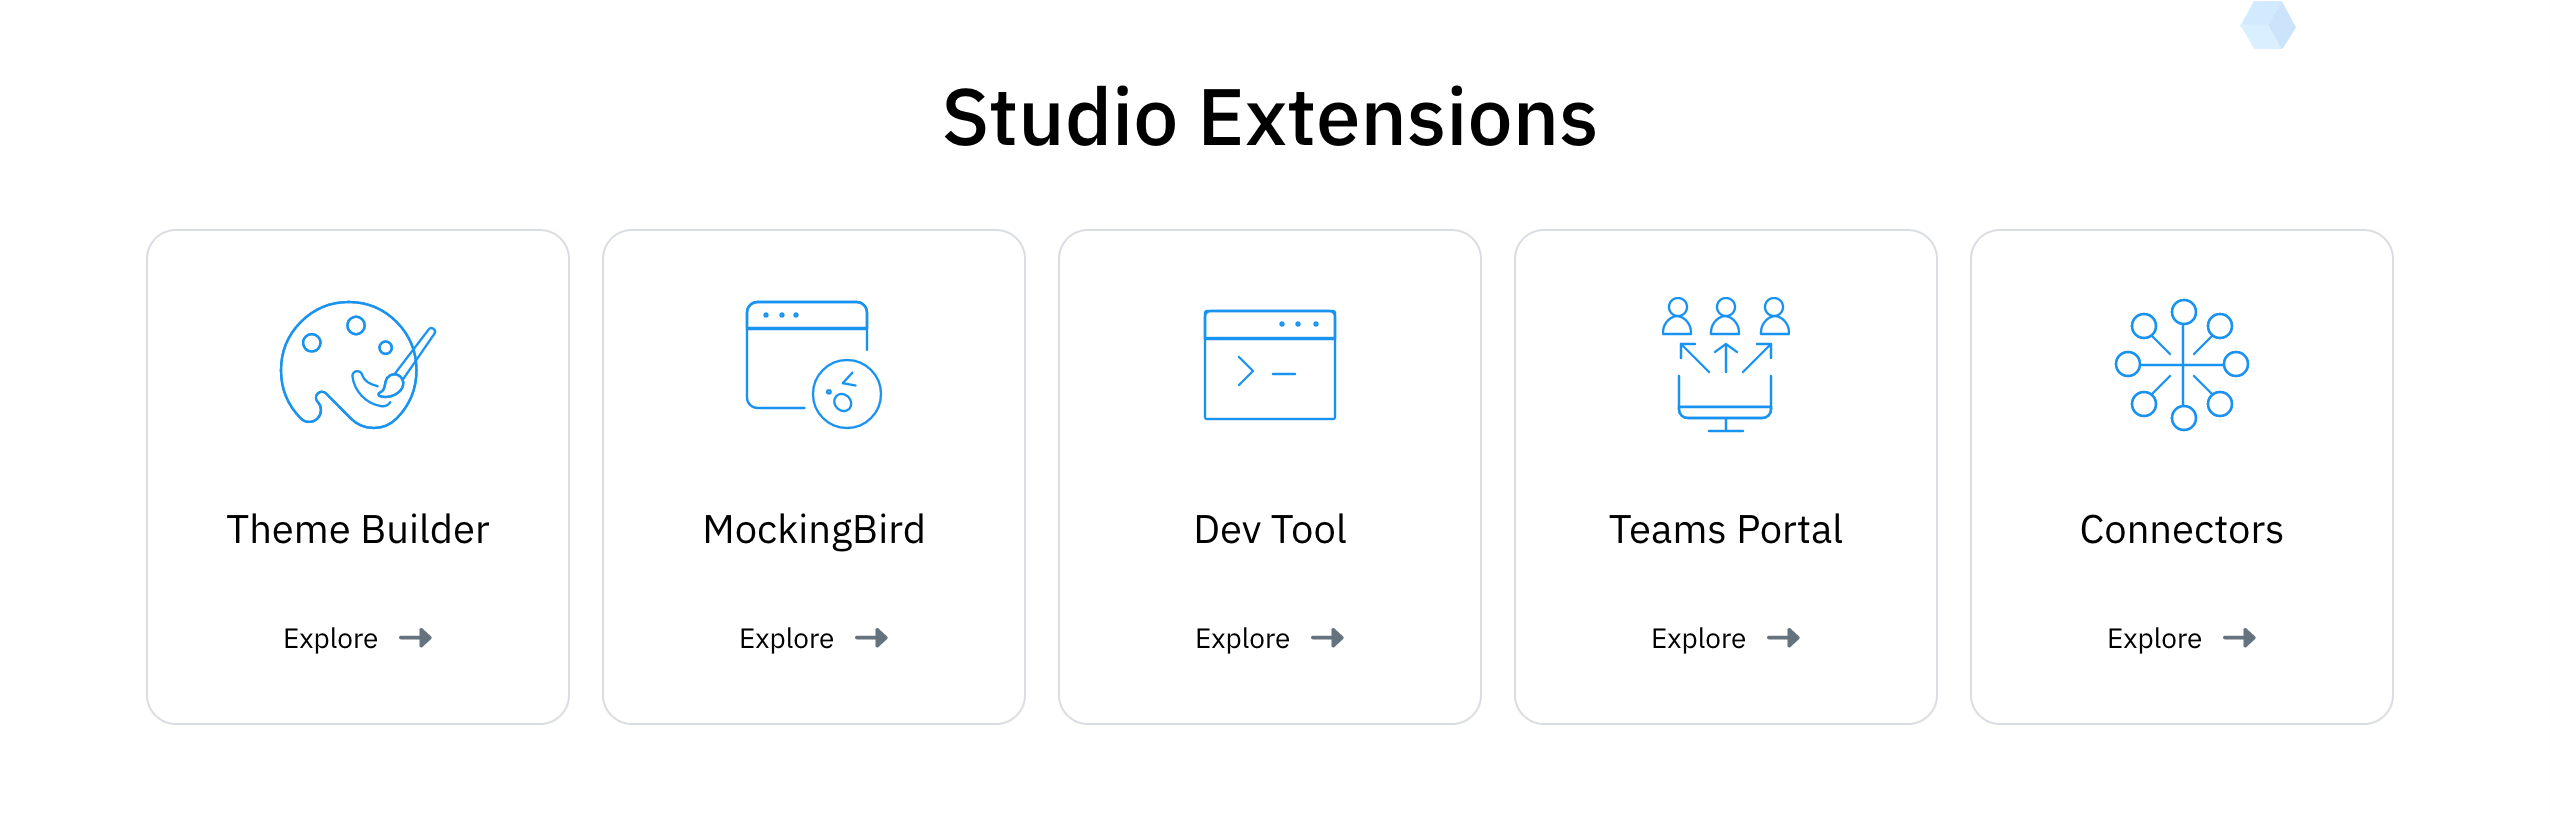 Studio Extensions
Theme Builder
Explore
MockingBird
Explore
Dev Tool
Explore
Teams Portal
Explore
Connectors
Explore